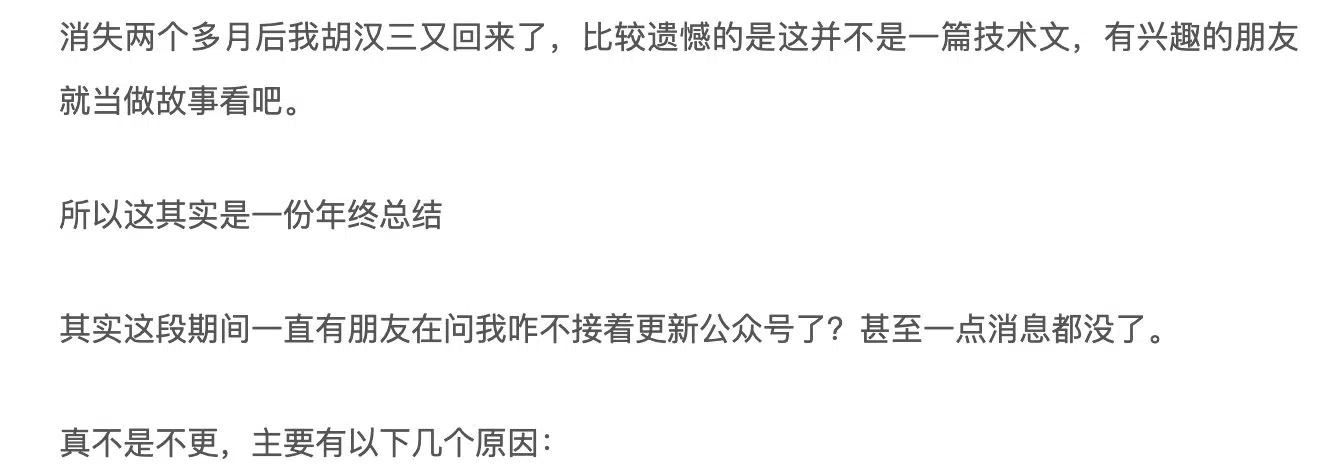 消失两个多月后我胡汉三又回来了，比较遗憾的是这并不是一篇技术文，有兴趣的朋友
就当做故事看吧。
所以这其实是一份年终总结
其实这段期间一直有朋友在问我咋不接着更新公众号了？甚至一点消息都没了。
真不是不更，主要有以下几个原因：